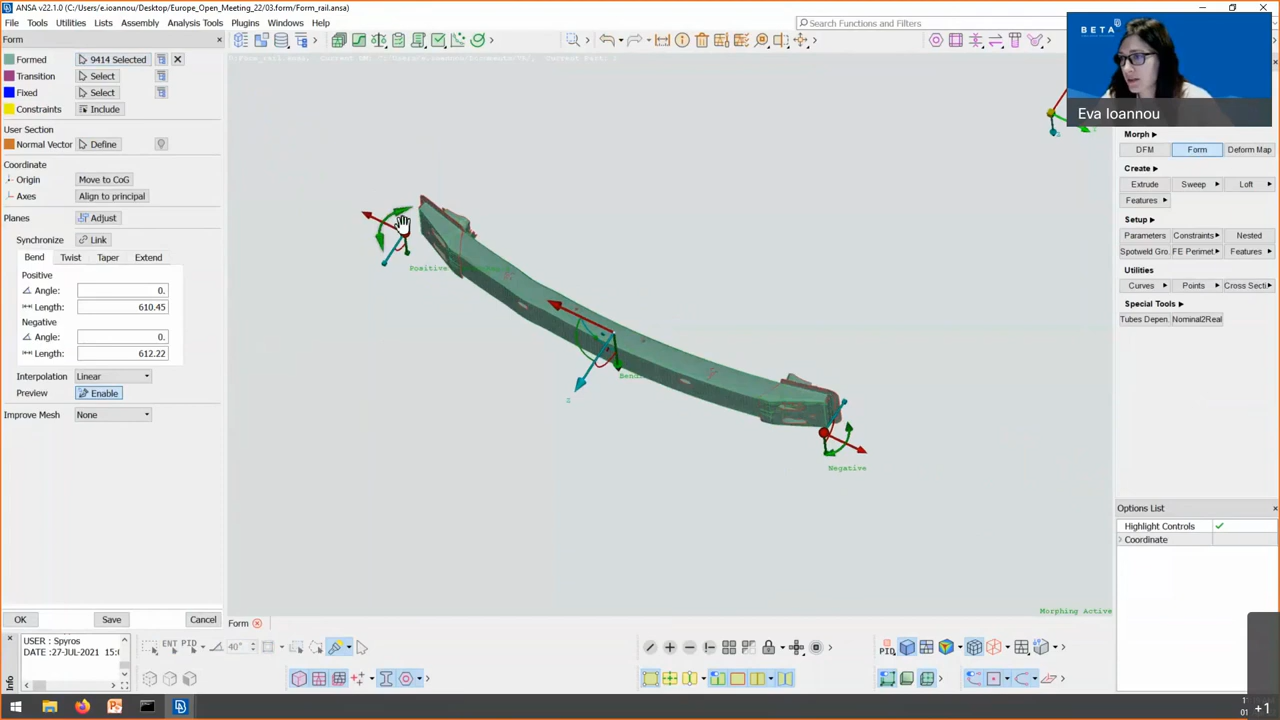 ANSA v22.1.0 (C:/Users/e.ioannou/Desktop/Europe_Open_Meeting_22/03.form/Form_rail.ansa)
File Tools Utilities Lists Assembly Analysis Tools Plugins Windows Help
Search Functions and Filters
Form
Formed 9414 Selected
Transition Select
Fixed Select
Constraints Include
User Section
Normal Vector Define
Coordinate
Origin Move to CoG
Axes Align to principal
Planes Adjust
Synchronize Link
Bend Twist Taper Extend
Positive
Angle: 0.
Length: 610.45
Negative
Angle: 0.
Length: 612.22
Interpolation Linear
Preview Enable
Improve Mesh None
OK Save Cancel
Positive
z
Negative
Morphing Active
Form
BETA
Eva Ioannou
Morph
DFM Form Deform Map
Create:
Extrude Sweep Loft
Features
Setup:
Parameters Constraints Nested
Spotweld Gro. FE Perimet Features
Utilities
Curves Points Cross Secti
Special Tools
Tubes Depen. Nominal2Real
Options List
Highlight Controls
Coordinate
Info
USER : Spyros
DATE :27-JUL-2021
ENT PID 40°
PID
+1